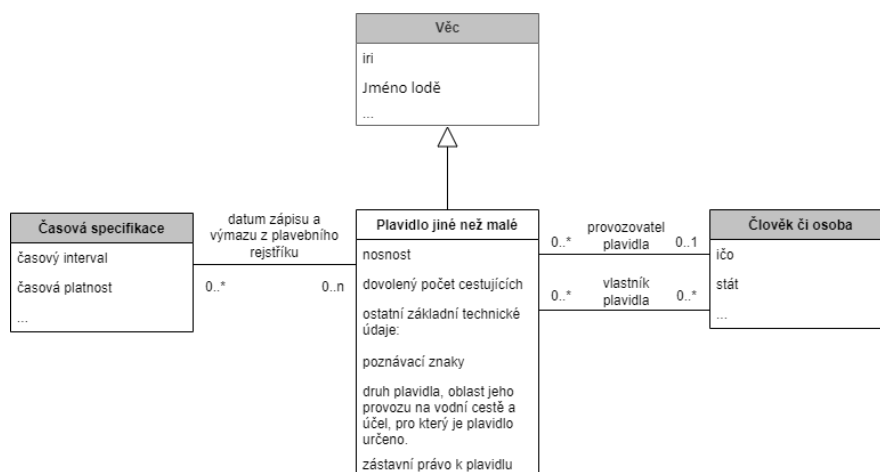 Věc
iri
Jméno lodě
...
Časová specifikace
časový interval
časová platnost
...
datum zápisu a
výmazu z plavebního
rejstříku
0..*
0..n
Plavidlo jiné než malé
nosnost
dovolený počet cestujících
ostatní základní technické
údaje:
poznávací znaky
druh plavidla, oblast jeho
provozu na vodní cestě a
účel, pro který je plavidlo
určeno.
zástavní právo k plavidlu
provozovatel
plavidla
0..*
0..1
vlastník
plavidla
0..*
0..*
Člověk či osoba
ičo
stát
...